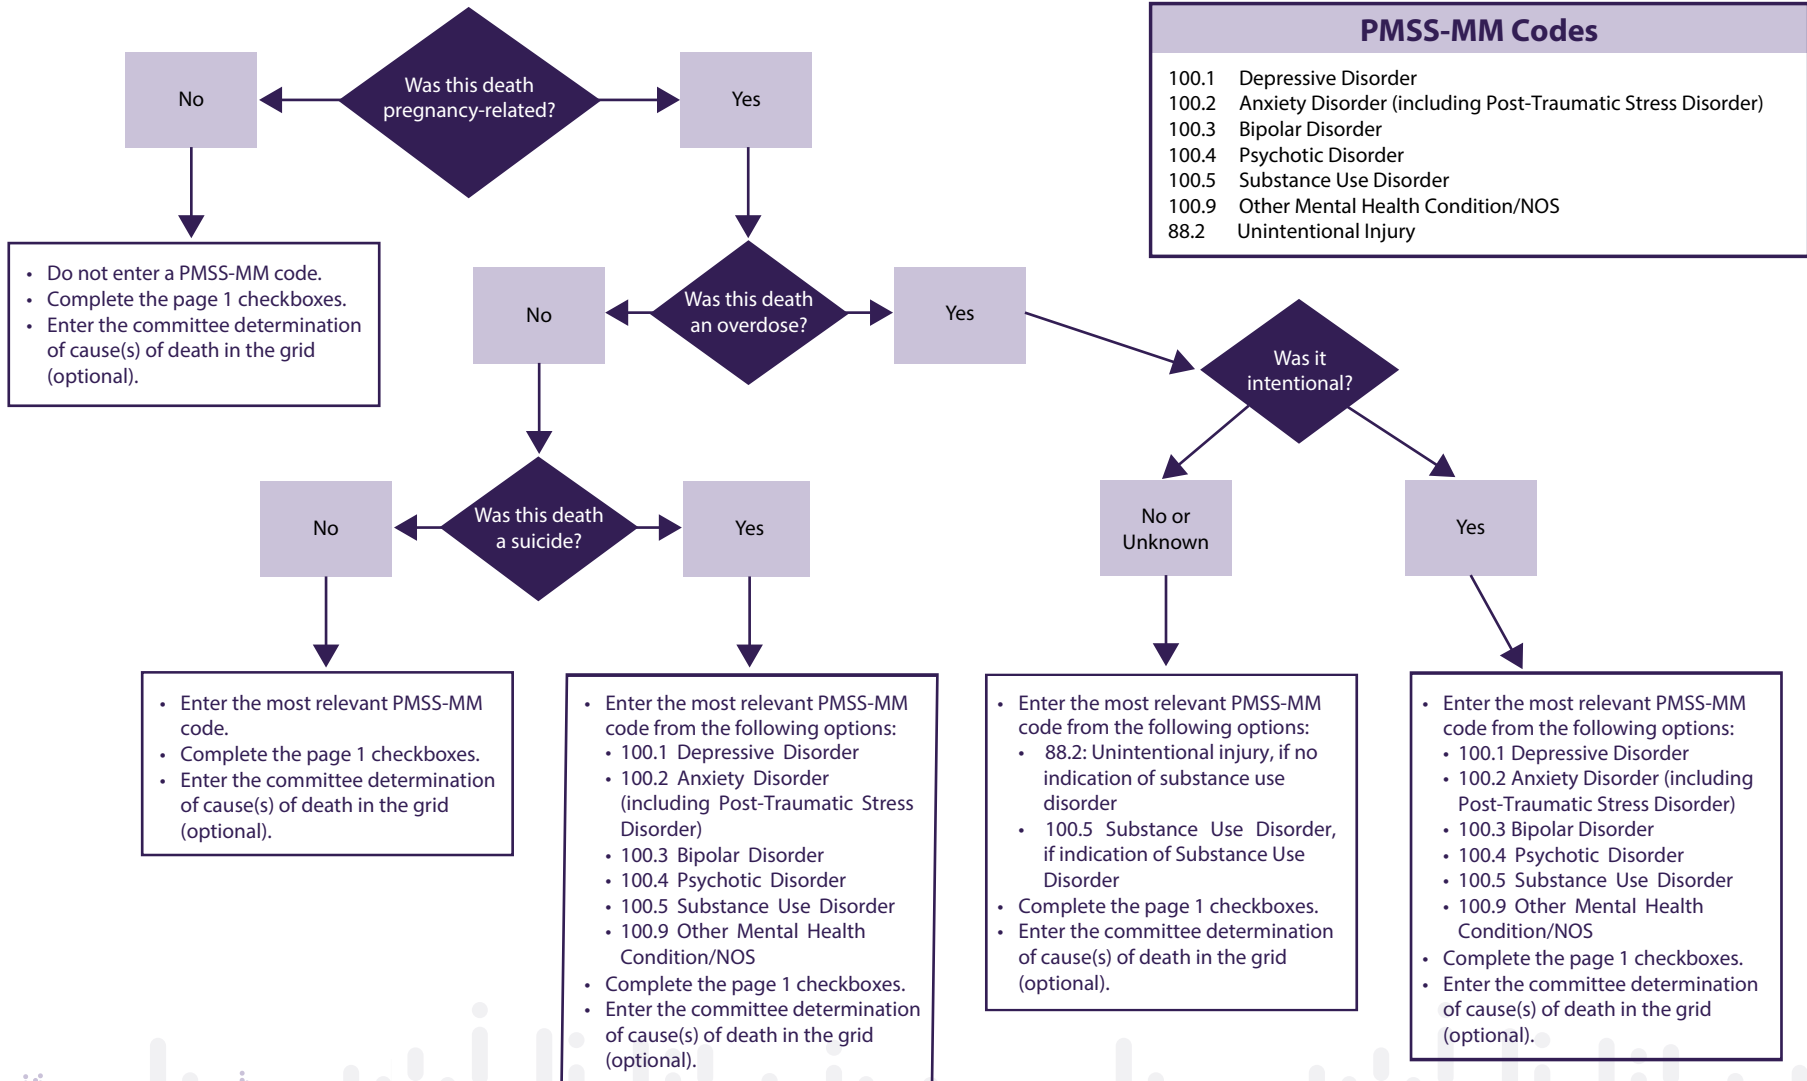 PMSS-MM Codes
100.1 Depressive Disorder
100.2 Anxiety Disorder (including Post-Traumatic Stress Disorder)
100.3 Bipolar Disorder
100.4 Psychotic Disorder
100.5 Substance Use Disorder
100.9 Other Mental Health Condition/NOS
88.2 Unintentional Injury
Was this death
pregnancy-related?
No
Yes
• Do not enter a PMSS-MM code.
• Complete the page 1 checkboxes.
• Enter the committee determination
of cause(s) of death in the grid
(optional).
Was this death
an overdose?
No
Yes
Was it
intentional?
Was this death
a suicide?
No
Yes
No or
Unknown
Yes
• Enter the most relevant PMSS-MM
code.
• Complete the page 1 checkboxes.
• Enter the committee determination
of cause(s) of death in the grid
(optional).
• Enter the most relevant PMSS-MM
code from the following options:
• 100.1 Depressive Disorder
• 100.2 Anxiety Disorder
(including Post-Traumatic Stress
Disorder)
• 100.3 Bipolar Disorder
• 100.4 Psychotic Disorder
• 100.5 Substance Use Disorder
• 100.9 Other Mental Health
Condition/NOS
• Complete the page 1 checkboxes.
• Enter the committee determination
of cause(s) of death in the grid
(optional).
• Enter the most relevant PMSS-MM
code from the following options:
• 88.2: Unintentional injury, if no
indication of substance use
disorder
• 100.5 Substance Use Disorder,
if indication of Substance Use
Disorder
• Complete the page 1 checkboxes.
• Enter the committee determination
of cause(s) of death in the grid
(optional).
• Enter the most relevant PMSS-MM
code from the following options:
• 100.1 Depressive Disorder
• 100.2 Anxiety Disorder (including
Post-Traumatic Stress Disorder)
• 100.3 Bipolar Disorder
• 100.4 Psychotic Disorder
• 100.5 Substance Use Disorder
• 100.9 Other Mental Health
Condition/NOS
• Complete the page 1 checkboxes.
• Enter the committee determination
of cause(s) of death in the grid
(optional).